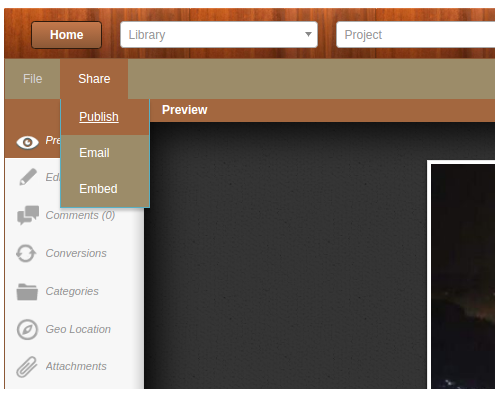 Home
Library
Project
File
Share
Publish
Preview
Pre
Email
Ed
Embed
Comments (0)
Conversions
Categories
Geo Location
Attachments